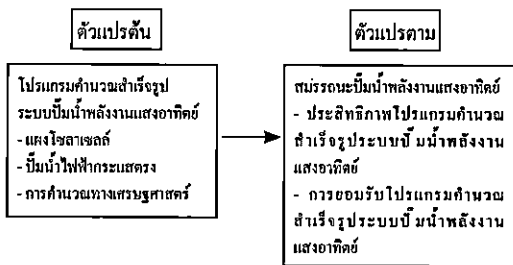 ตัวแปรต้น
โปรแกรมคำนวณสำเร็จรูป
ระบบปั๊มน้ำพลังงานแสงอาทิตย์
- แผงโซลาเซลล์
- ปั๊มน้ำไฟฟ้ากระแสตรง
- การคำนวณทางเศรษฐศาสตร์
ตัวแปรตาม
สมรรถนะปั๊มน้ำพลังงานแสงอาทิตย์
- ประสิทธิภาพโปรแกรมคำนวณ
สำเร็จรูประบบปั๊มน้ำพลังงาน
แสงอาทิตย์
- การยอมรับโปรแกรมคำนวณ
สำเร็จรูประบบปั๊มน้ำพลังงาน
แสงอาทิตย์